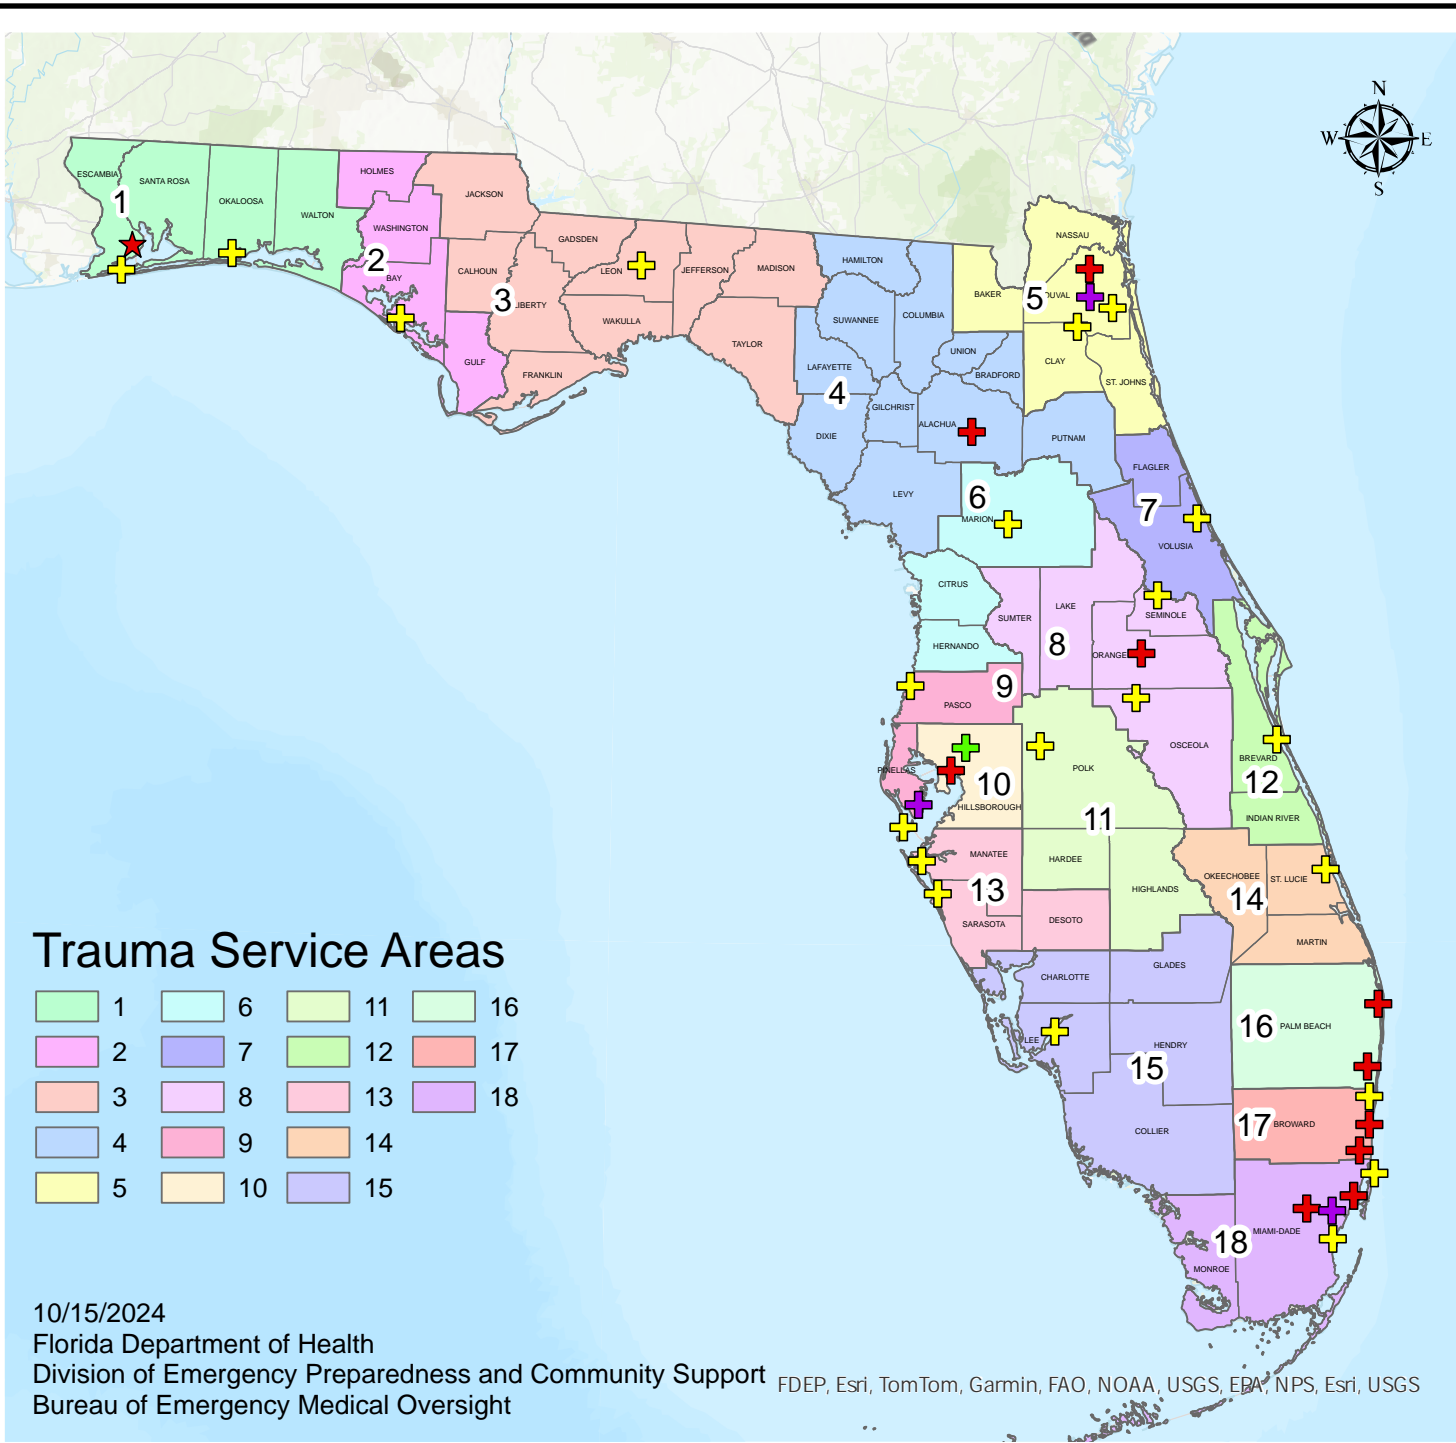 N
W E
S
ESCAMBIA
SANTA ROSA
OKALOOSA
WALTON
HOLMES
WASHINGTON
BAY
JACKSON
CALHOUN
GULF
LIBERTY
GADSDEN
LEON
WAKULLA
FRANKLIN
JEFFERSON
MADISON
TAYLOR
HAMILTON
SUWANNEE
COLUMBIA
LAFAYETTE
DIXIE
GILCHRIST
UNION
BRADFORD
ALACHUA
LEVY
PUTNAM
BAKER
NASSAU
DUVAL
CLAY
ST. JOHNS
FLAGLER
VOLUSIA
MARION
CITRUS
HERNANDO
SUMTER
LAKE
SEMINOLE
ORANGE
OSCEOLA
PASCO
PINELLAS
HILLSBOROUGH
POLK
BREVARD
INDIAN RIVER
MANATEE
HARDEE
HIGHLANDS
SARASOTA
DESOTO
OKEECHOBEE
ST. LUCIE
MARTIN
CHARLOTTE
GLADES
LEE
HENDRY
PALM BEACH
COLLIER
BROWARD
MIAMI-DADE
MONROE
1
2
3
4
5
6
7
8
9
10
11
12
13
14
15
16
17
18
Trauma Service Areas
1 6 11 16
2 7 12 17
3 8 13 18
4 9 14
5 10 15
10/15/2024
Florida Department of Health
Division of Emergency Preparedness and Community Support
Bureau of Emergency Medical Oversight
FDEP, Esri, TomTom, Garmin, FAO, NOAA, USGS, EPA, NPS, Esri, USGS